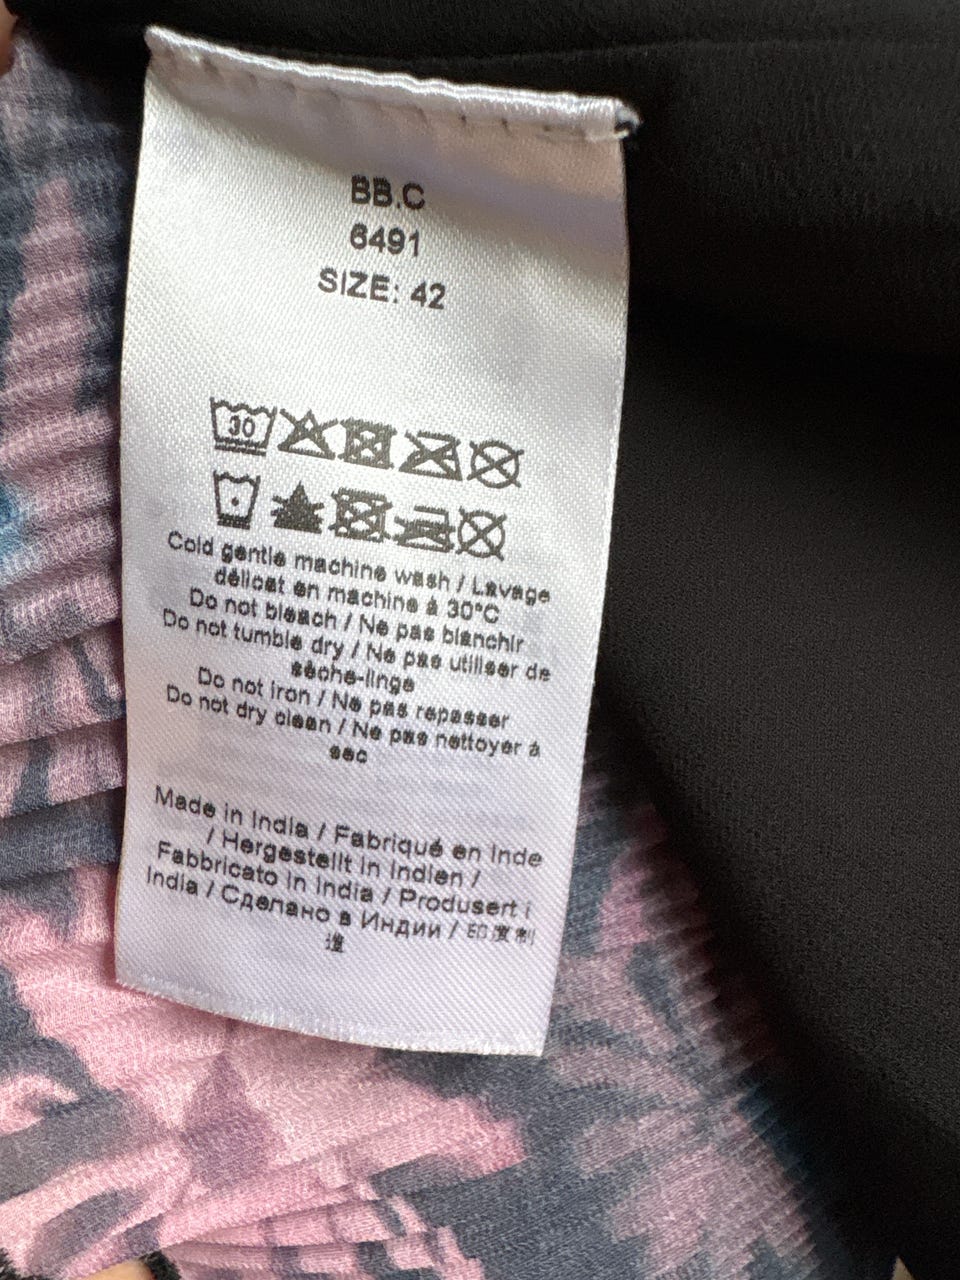 BB.C
6491
SIZE: 42
30
Cold gentle machine wash / Lavage
délicat en machine à 30°C
Do not bleach / Ne pas blanchir
Do not tumble dry / Ne pas utiliser de
sèche-linge
Do not iron / Ne pas repasser
Do not dry clean / Ne pas nettoyer à
sec
Made in India / Fabriqué en Inde
/ Hergestellt in Indien /
Fabbricato in India / Produsert i
India / Сделано в Индии / 印度制
造